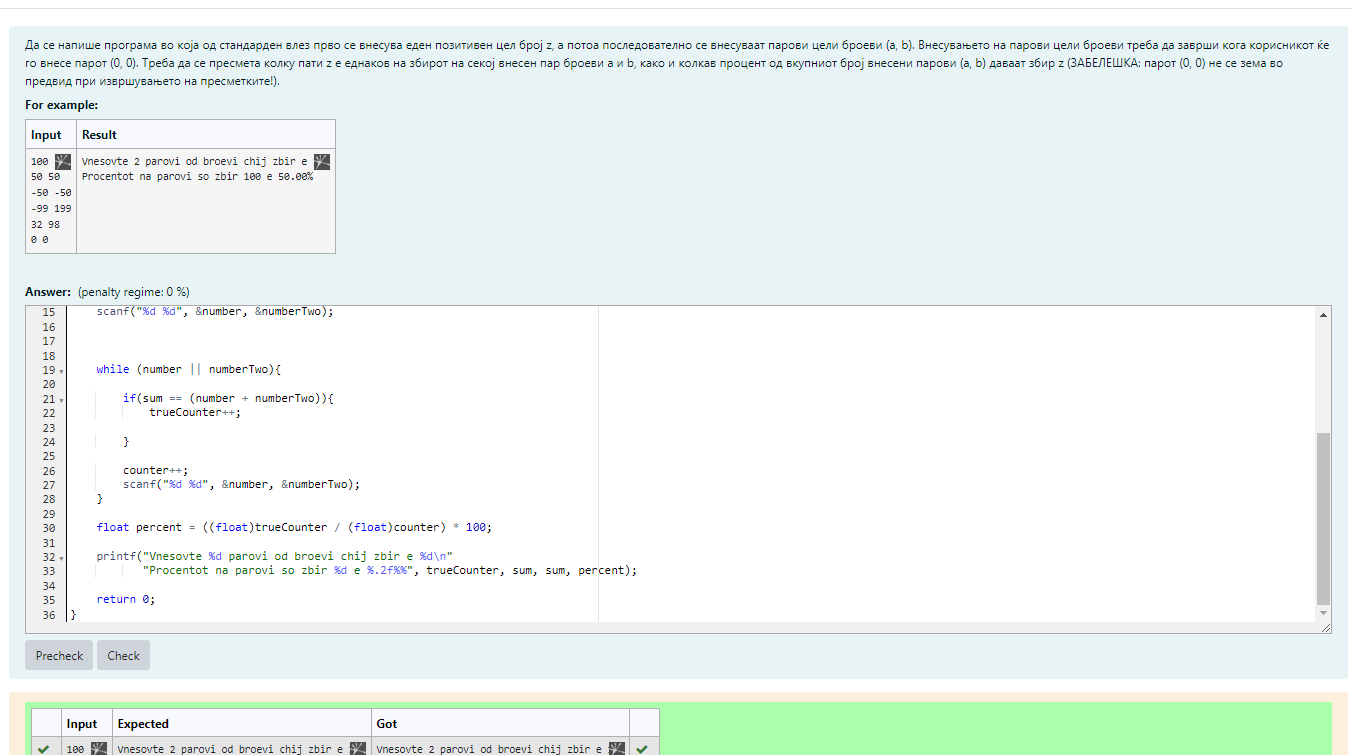 Да се напише програма во која од стандарден влез прво се внесува еден позитивен цел број z, а потоа последователно се внесуваат парови цели броеви (a, b). Внесувањето на парови цели броеви треба да заврши кога корисникот ќе
го внесе парот (0, 0). Треба да се пресмета колку пати z е еднаков на збирот на секој внесен пар броеви a и b, како и колкав процент од вкупниот број внесени парови (a, b) даваат збир z (ЗАБЕЛЕШКА: парот (0, 0) не се зема во
предвид при извршувањето на пресметките!).
For example:
Input Result
100 Vnesovte 2 parovi od broevi chij zbir e
50 50 Procentot na parovi so zbir 100 e 50.00%
-50 -50
-99 199
32 98
0 0
Answer: (penalty regime: 0 %)
15 scanf("%d %d", &number, &numberTwo);
16
17
18
19 while (number || numberTwo){
20
21 if(sum == (number + numberTwo)){
22 trueCounter++;
23
24 }
25
26 counter++;
27 scanf("%d %d", &number, &numberTwo);
28 }
29
30 float percent = ((float)trueCounter / (float)counter) * 100;
31
32 printf("Vnesovte %d parovi od broevi chij zbir e %d\n"
33 "Procentot na parovi so zbir %d e %.2f%%", trueCounter, sum, sum, percent);
34
35 return 0;
36 }
Precheck Check
Input Expected Got
100 Vnesovte 2 parovi od broevi chij zbir e Vnesovte 2 parovi od broevi chij zbir e